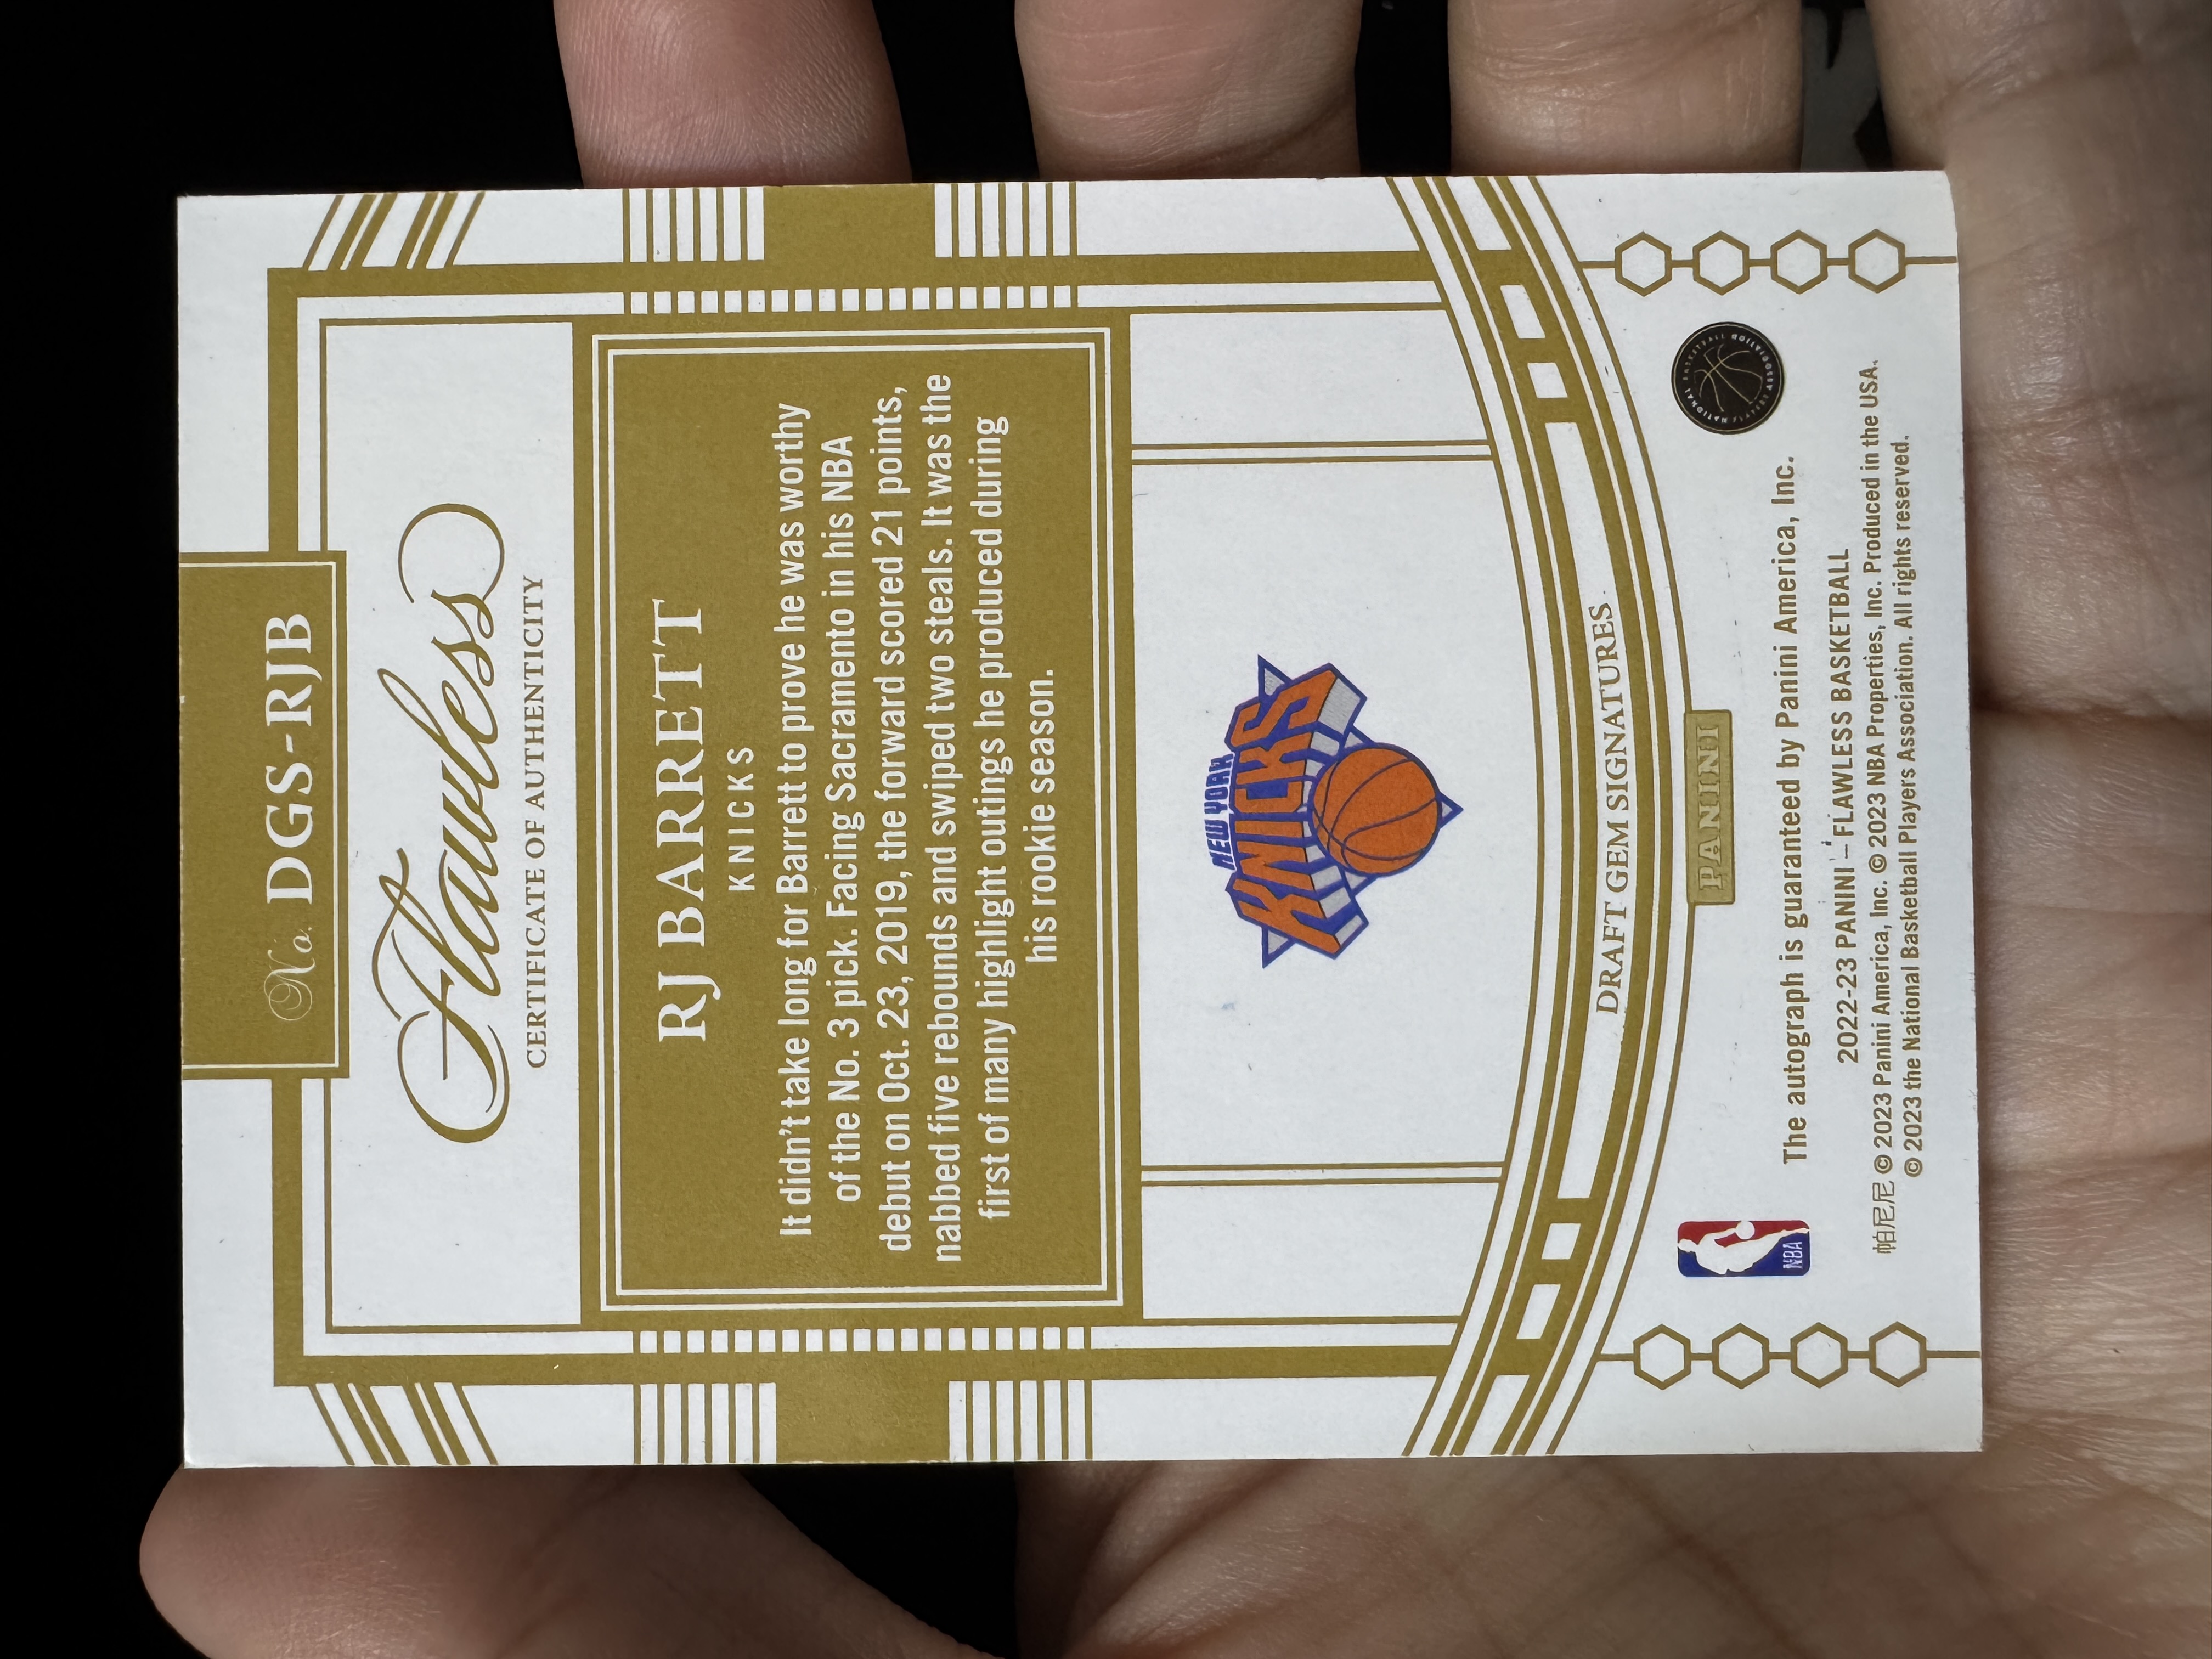 No. DGS-RJB
Flawless
CERTIFICATE OF AUTHENTICITY
RJ BARRETT
KNICKS
It didn't take long for Barrett to prove he was worthy
of the No. 3 pick. Facing Sacramento in his NBA
debut on Oct. 23, 2019, the forward scored 21 points,
nabbed five rebounds and swiped two steals. It was the
first of many highlight outings he produced during
his rookie season.
NEW YORK
KNICKS
DRAFT GEM SIGNATURES
PANINI
The autograph is guaranteed by Panini America, Inc.
2022-23 PANINI – FLAWLESS BASKETBALL
帕尼尼 © 2023 Panini America, Inc. © 2023 NBA Properties, Inc. Produced in the USA.
© 2023 the National Basketball Players Association. All rights reserved.
NBA
NATIONAL BASKETBALL PLAYERS ASSOCIATION